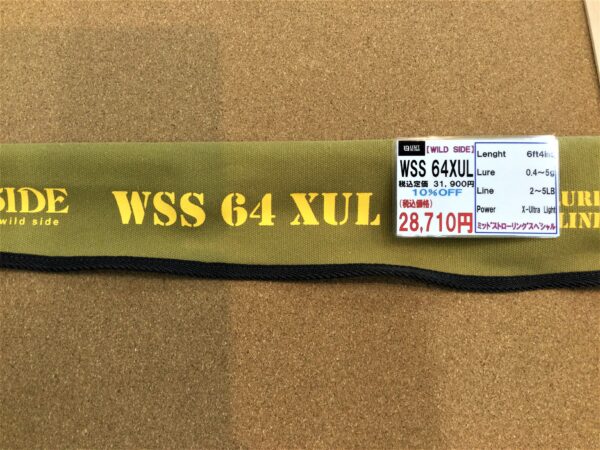 SIDE
wild side
WSS 64 XUL
【WILD SIDE】
WSS 64XUL
税込定価 31,900円
10%OFF
(税込価格)
28,710円
Lenght 6ft4inc
Lure 0.4～5g
Line 2～5LB
Power X-Ultra Light
ミッドストローリングスペシャル
URE
LINE